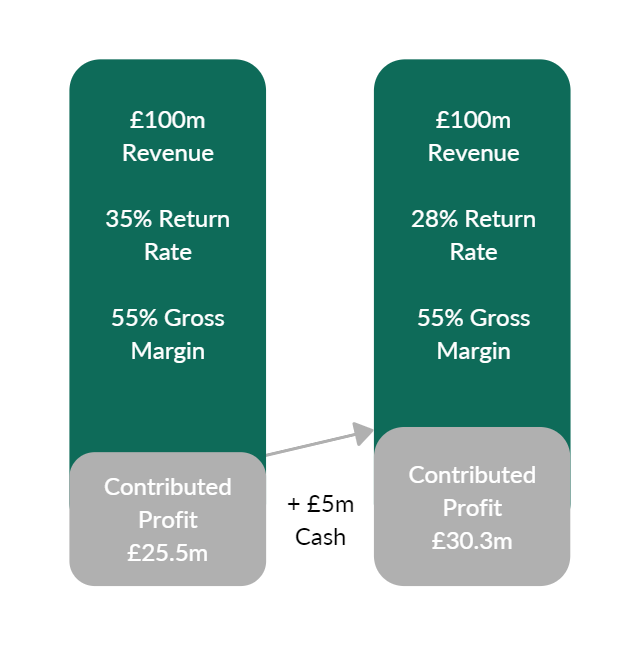 £100m
Revenue
35% Return
Rate
55% Gross
Margin
Contributed
Profit
£25.5m
+ £5m
Cash
£100m
Revenue
28% Return
Rate
55% Gross
Margin
Contributed
Profit
£30.3m